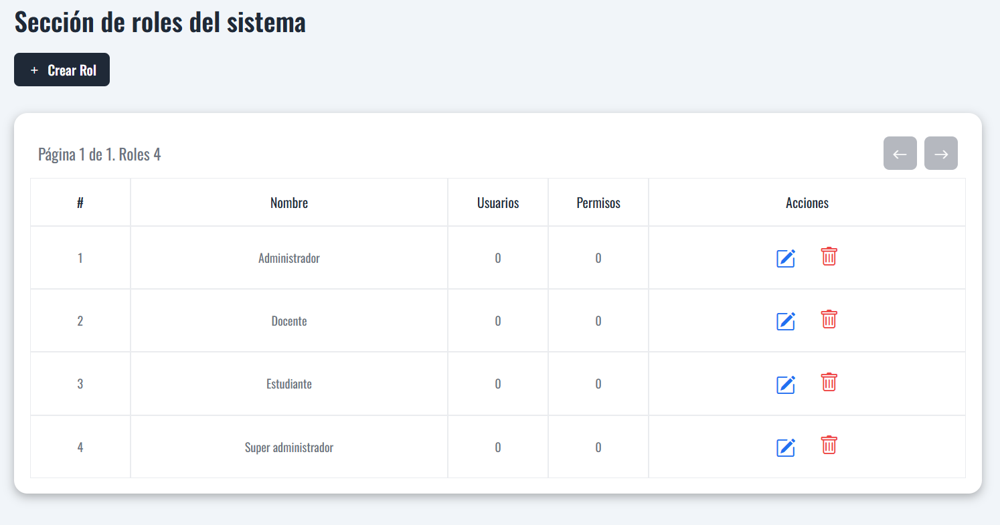 Sección de roles del sistema
+ Crear Rol
Página 1 de 1. Roles 4
# Nombre Usuarios Permisos Acciones
1 Administrador 0 0
2 Docente 0 0
3 Estudiante 0 0
4 Super administrador 0 0